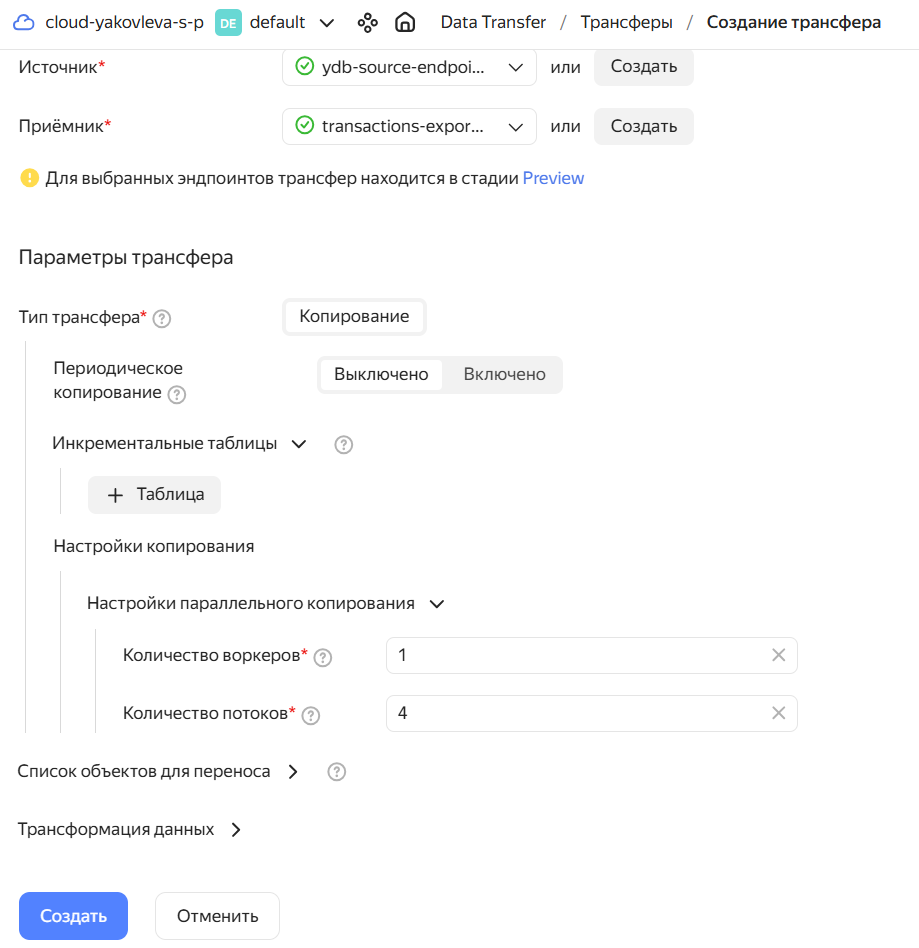 cloud-yakovleva-s-p DE default Data Transfer / Трансферы / Создание трансфера
Источник* ydb-source-endpoi... или Создать
Приёмник* transactions-expor... или Создать
Для выбранных эндпоинтов трансфер находится в стадии Preview
Параметры трансфера
Тип трансфера* Копирование
Периодическое
копирование Выключено Включено
Инкрементальные таблицы
+ Таблица
Настройки копирования
Настройки параллельного копирования
Количество воркеров* 1
Количество потоков* 4
Список объектов для переноса
Трансформация данных
Создать Отменить